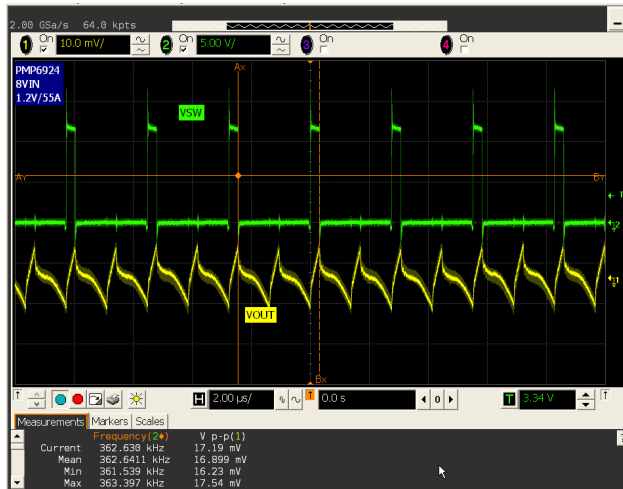 2.00 GSa/s 64.0 kpts
1 On 10.0 mV/ 2 On 5.00 V/ 3 On 4 On
PMP6924
8VIN
1.2V/55A
Ax
VSW
AY BY
T
2
1
VOUT
BX
H 2.00 µs/ 0.0 s 0 T 3.34 V
Measurements Markers Scales
Frequency(2♦) V p-p(1)
Current 362.630 kHz 17.19 mV
Mean 362.6411 kHz 16.899 mV
Min 361.539 kHz 16.23 mV
Max 363.397 kHz 17.54 mV
?